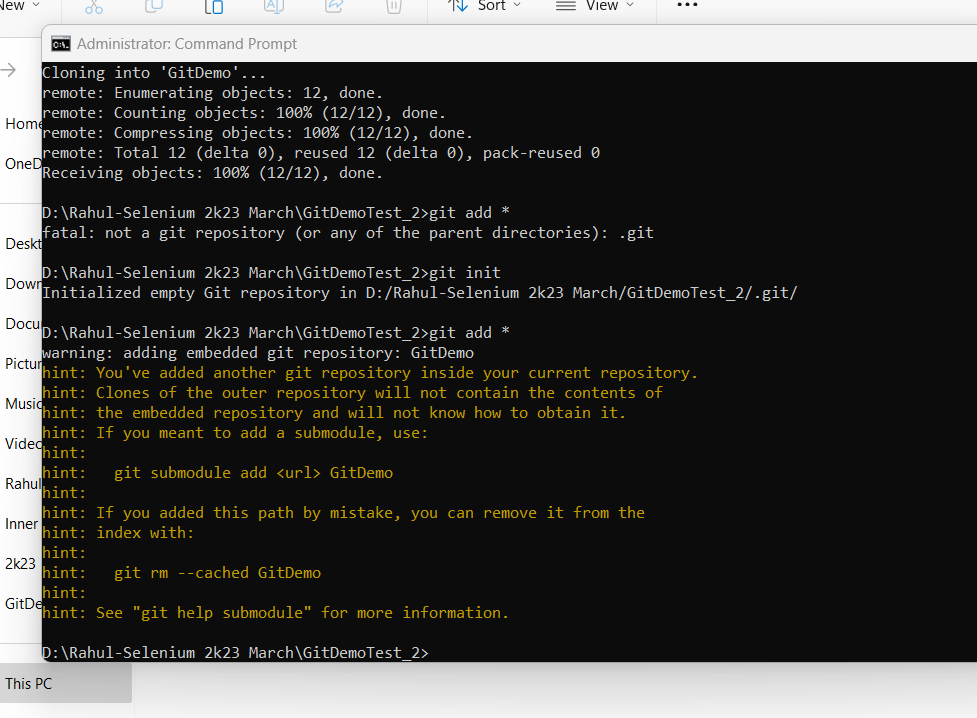 New
Sort
View
Administrator: Command Prompt
Cloning into 'GitDemo'...
remote: Enumerating objects: 12, done.
remote: Counting objects: 100% (12/12), done.
remote: Compressing objects: 100% (12/12), done.
remote: Total 12 (delta 0), reused 12 (delta 0), pack-reused 0
Receiving objects: 100% (12/12), done.
D:\Rahul-Selenium 2k23 March\GitDemoTest_2>git add *
fatal: not a git repository (or any of the parent directories): .git
D:\Rahul-Selenium 2k23 March\GitDemoTest_2>git init
Initialized empty Git repository in D:/Rahul-Selenium 2k23 March/GitDemoTest_2/.git/
D:\Rahul-Selenium 2k23 March\GitDemoTest_2>git add *
warning: adding embedded git repository: GitDemo
hint: You've added another git repository inside your current repository.
hint: Clones of the outer repository will not contain the contents of
hint: the embedded repository and will not know how to obtain it.
hint: If you meant to add a submodule, use:
hint:
hint:   git submodule add <url> GitDemo
hint:
hint: If you added this path by mistake, you can remove it from the
hint: index with:
hint:
hint:   git rm --cached GitDemo
hint:
hint: See "git help submodule" for more information.
D:\Rahul-Selenium 2k23 March\GitDemoTest_2>
Home
OneD
Deskt
Down
Docu
Pictur
Music
Videc
Rahul
Inner
2k23
GitDe
This PC